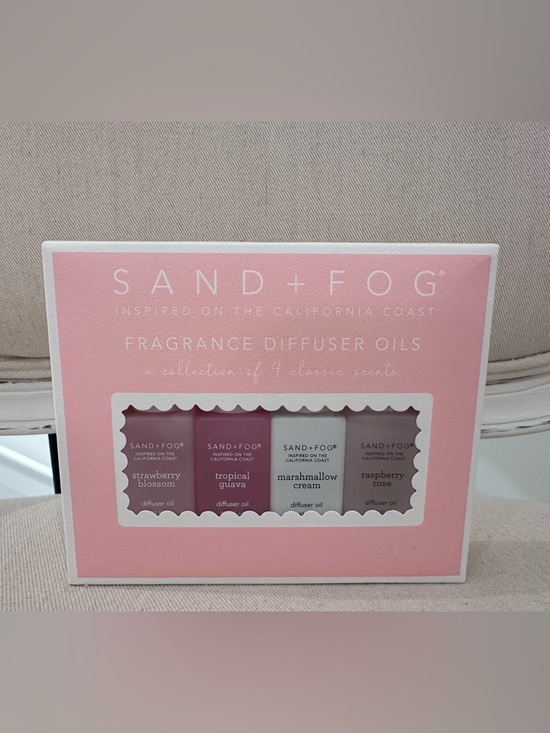 SAND + FOG®
INSPIRED ON THE CALIFORNIA COAST
FRAGRANCE DIFFUSER OILS
a collection of 4 classic scents
SAND+FOG®
INSPIRED ON THE
CALIFORNIA COAST
strawberry
blossom
diffuser oil
SAND+FOG®
INSPIRED ON THE
CALIFORNIA COAST
tropical
guava
diffuser oil
SAND+FOG®
INSPIRED ON THE
CALIFORNIA COAST
marshmallow
cream
diffuser oil
SAND+FOG®
INSPIRED ON THE
CALIFORNIA COAST
raspberry
rose
diffuser oil